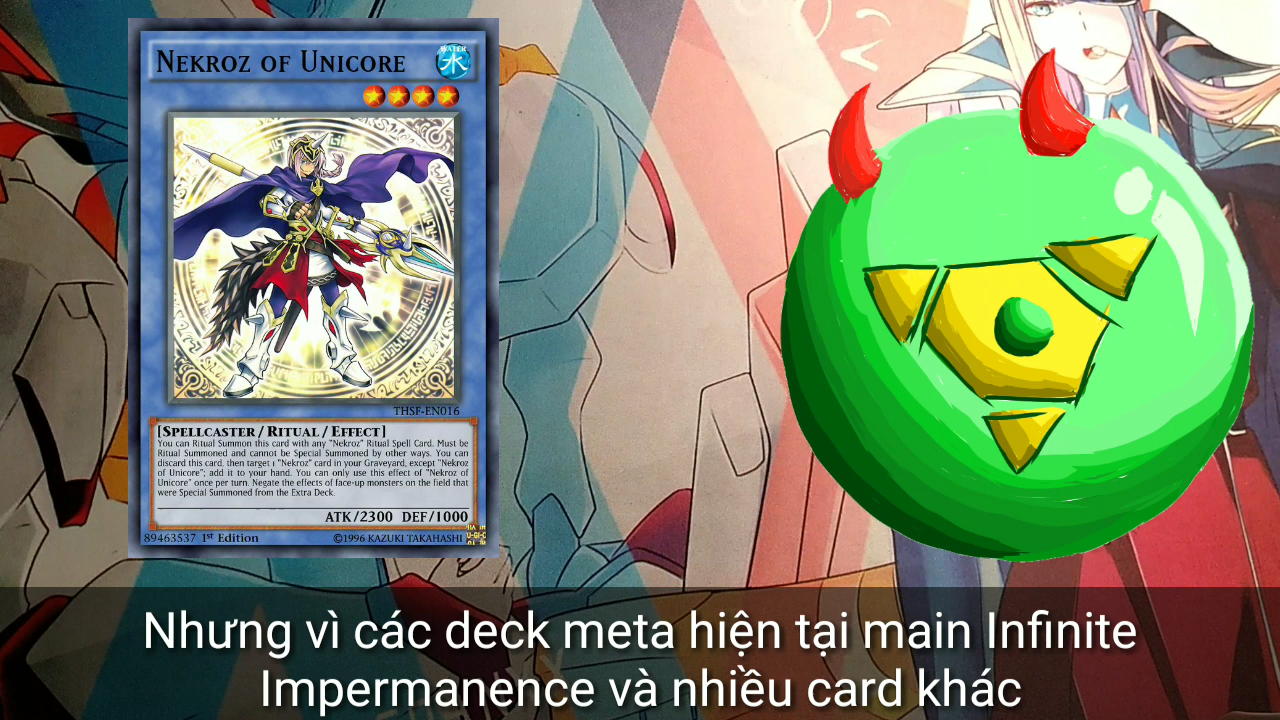 NEKROZ OF UNICORE
WATER
水
THSF-EN016
[SPELLCASTER / RITUAL / EFFECT]
You can Ritual Summon this card with any "Nekroz" Ritual Spell Card. Must be
Ritual Summoned and cannot be Special Summoned by other ways. You can
discard this card, then target 1 "Nekroz" card in your Graveyard, except "Nekroz
of Unicore"; add it to your hand. You can only use this effect of "Nekroz of
Unicore" once per turn. Negate the effects of face-up monsters on the field that
were Special Summoned from the Extra Deck.
ATK/2300 DEF/1000
89463537 1st Edition ©1996 KAZUKI TAKAHASHI
Nhưng vì các deck meta hiện tại main Infinite
Impermanence và nhiều card khác